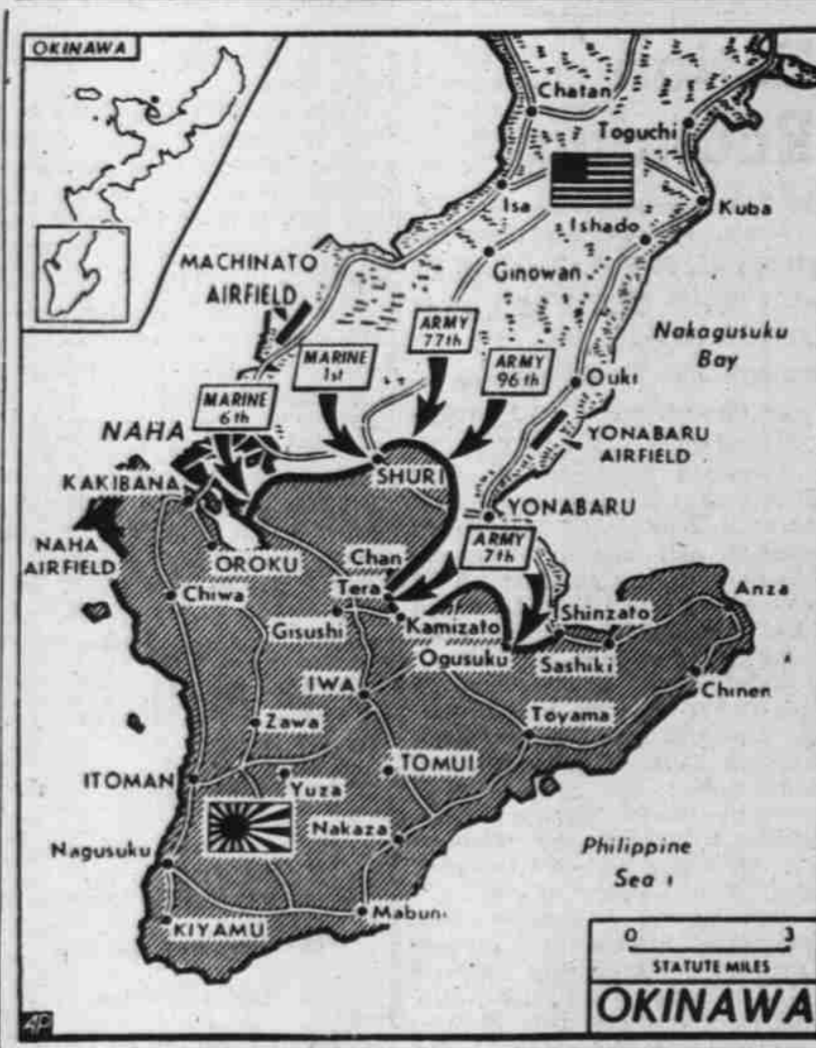 OKINAWA
Chatan
Toguchi
Isa
Kuba
Ishado
Ginowan
MACHINATO
AIRFIELD
Nakagusuku
Bay
ARMY
77th
MARINE
1st
ARMY
96th
MARINE
6th
Ouki
NAHA
YONABARU
AIRFIELD
SHURI
KAKIBANA
YONABARU
NAHA
AIRFIELD
OROKU
ARMY
7th
Chan
Tera
Chiwa
Gisushi
Kamizato
Shinzato
Anza
Ogusuku
Sashiki
IWA
Chinen
Zawa
Toyama
ITOMAN
TOMUI
Yuza
Nakaza
Nagusuku
Philippine
Sea
Mabuni
KIYAMU
0 3
STATUTE MILES
OKINAWA
AP